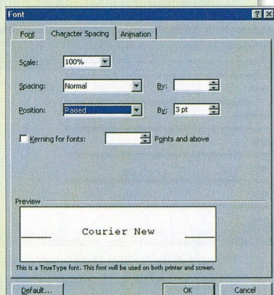 Font
Font Character Spacing Animation
Scale: 100%
Spacing: Normal By:
Position: Raised By: 3 pt
Kerning for fonts: Points and above
Preview
Courier New
This is a TrueType font. This font will be used on both printer and screen.
Default... OK Cancel